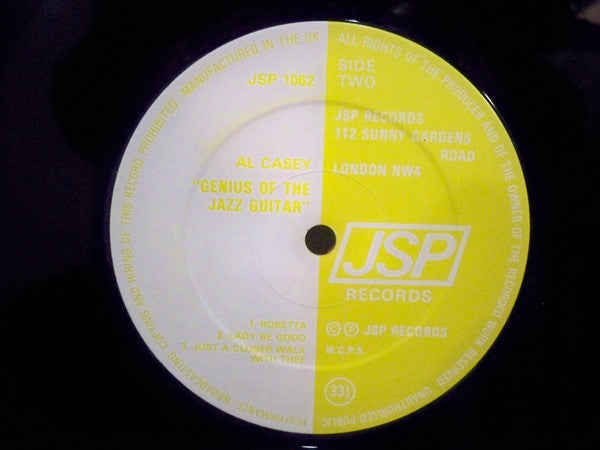 ALL RIGHTS OF THE PRODUCER AND OF THE OWNER OF THE RECORDED WORK RESERVED UNAUTHORISED PUBLIC PERFORMANCE BROADCASTING COPYING AND HIRING OF THIS RECORD PROHIBITED MANUFACTURED IN THE UK
JSP 1062
SIDE
TWO
JSP RECORDS
112 SUNNY GARDENS
ROAD
LONDON NW4
AL CASEY
"GENIUS OF THE
JAZZ GUITAR"
JSP
RECORDS
1. ROSETTA
2. LADY BE GOOD
3. JUST A CLOSER WALK
WITH THEE
© ℗ JSP RECORDS
M.C.P.S.
33⅓